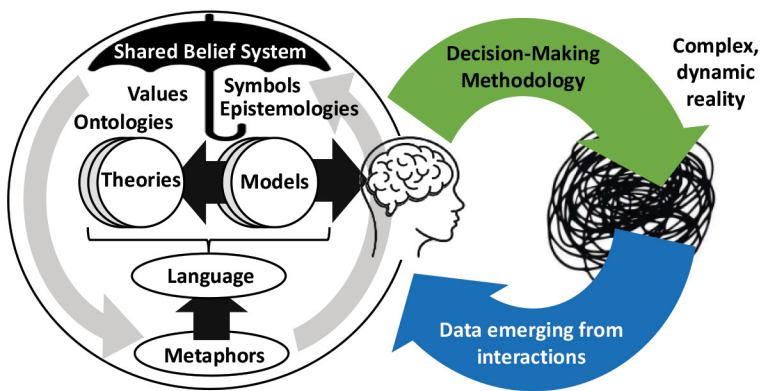 Shared Belief System
Values
Symbols
Epistemologies
Ontologies
Theories
Models
Language
Metaphors
Decision-Making
Methodology
Complex,
dynamic
reality
Data emerging from
interactions